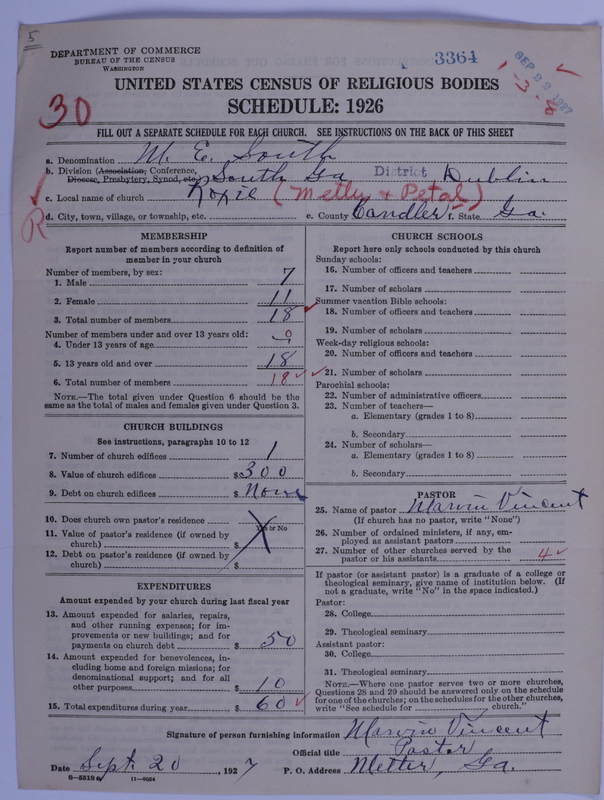 5
DEPARTMENT OF COMMERCE
BUREAU OF THE CENSUS
WASHINGTON
3364
SEP 22 1927
-3-8
UNITED STATES CENSUS OF RELIGIOUS BODIES
30
SCHEDULE: 1926
FILL OUT A SEPARATE SCHEDULE FOR EACH CHURCH. SEE INSTRUCTIONS ON THE BACK OF THIS SHEET
a. Denomination M. E. South
b. Division (Association, Conference, Diocese, Presbytery, Synod, etc.) South Ga District Dublin
c. Local name of church Roxie (Metter & Petal)
R
d. City, town, village, or township, etc. e. County Candler f. State Ga.
MEMBERSHIP
Report number of members according to definition of
member in your church
Number of members, by sex:
1. Male 7
2. Female 11
3. Total number of members 18
Number of members under and over 13 years old:
4. Under 13 years of age 0
5. 13 years old and over 18
6. Total number of members 18
NOTE.—The total given under Question 6 should be the
same as the total of males and females given under Question 3.
CHURCH BUILDINGS
See instructions, paragraphs 10 to 12
7. Number of church edifices 1
8. Value of church edifices $300
9. Debt on church edifices $ None
10. Does church own pastor's residence Yes or No
11. Value of pastor's residence (if owned by
church) $
12. Debt on pastor's residence (if owned by
church) $
EXPENDITURES
Amount expended by your church during last fiscal year
13. Amount expended for salaries, repairs,
and other running expenses; for im-
provements or new buildings; and for
payments on church debt $ 50
14. Amount expended for benevolences, in-
cluding home and foreign missions; for
denominational support; and for all
other purposes $ 10
15. Total expenditures during year $ 60
CHURCH SCHOOLS
Report here only schools conducted by this church
Sunday schools:
16. Number of officers and teachers
17. Number of scholars
Summer vacation Bible schools:
18. Number of officers and teachers
19. Number of scholars
Week-day religious schools:
20. Number of officers and teachers
21. Number of scholars
Parochial schools:
22. Number of administrative officers
23. Number of teachers—
a. Elementary (grades 1 to 8)
b. Secondary
24. Number of scholars—
a. Elementary (grades 1 to 8)
b. Secondary
PASTOR
25. Name of pastor Marvin Vincent
(If church has no pastor, write "None")
26. Number of ordained ministers, if any, em-
ployed as assistant pastors
27. Number of other churches served by the
pastor or his assistants 4
If pastor (or assistant pastor) is a graduate of a college or
theological seminary, give name of institution below. (If
not a graduate, write "No" in the space indicated.)
Pastor:
28. College
29. Theological seminary
Assistant pastor:
30. College
31. Theological seminary
NOTE.—Where one pastor serves two or more churches,
Questions 28 and 29 should be answered only on the schedule
for one of the churches; on the schedules for the other churches,
write "See schedule for church."
Signature of person furnishing information Marvin Vincent
Official title Pastor
Date Sept. 20, 1927 P. O. Address Metter, Ga.
8-5518a 11-9054